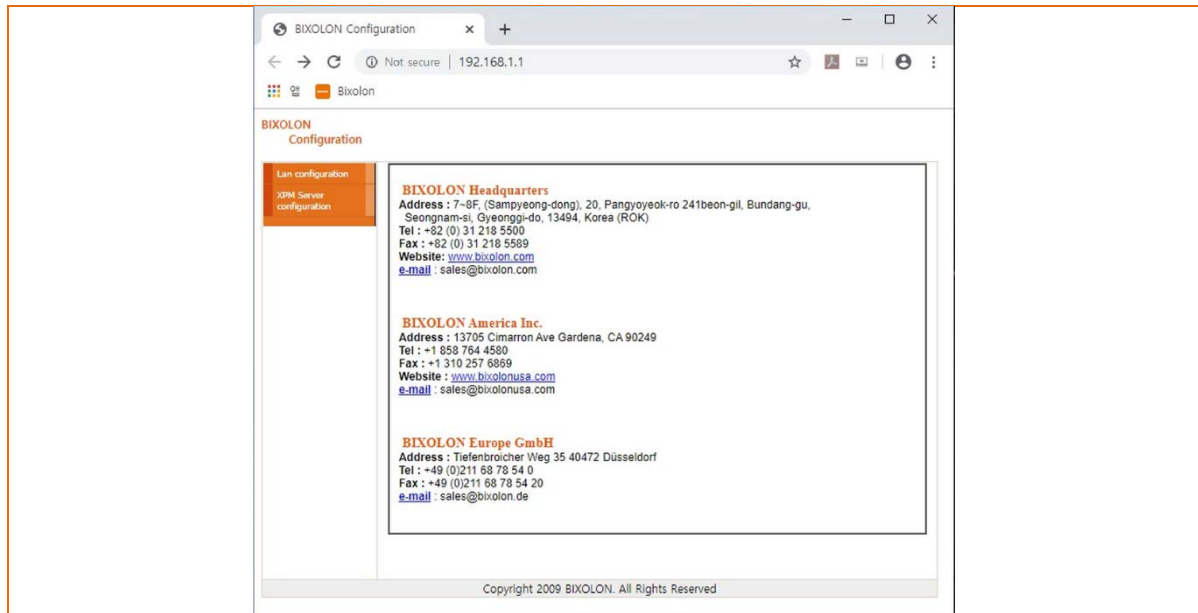 BIXOLON Configuration
Not secure | 192.168.1.1
앱 Bixolon
BIXOLON
Configuration
Lan configuration
XPM Server
configuration
BIXOLON Headquarters
Address : 7~8F, (Sampyeong-dong), 20, Pangyoyeok-ro 241beon-gil, Bundang-gu,
Seongnam-si, Gyeonggi-do, 13494, Korea (ROK)
Tel : +82 (0) 31 218 5500
Fax : +82 (0) 31 218 5589
Website: www.bixolon.com
e-mail : sales@bixolon.com
BIXOLON America Inc.
Address : 13705 Cimarron Ave Gardena, CA 90249
Tel : +1 858 764 4580
Fax : +1 310 257 6869
Website : www.bixolonusa.com
e-mail : sales@bixolonusa.com
BIXOLON Europe GmbH
Address : Tiefenbroicher Weg 35 40472 Düsseldorf
Tel : +49 (0)211 68 78 54 0
Fax : +49 (0)211 68 78 54 20
e-mail : sales@bixolon.de
Copyright 2009 BIXOLON. All Rights Reserved